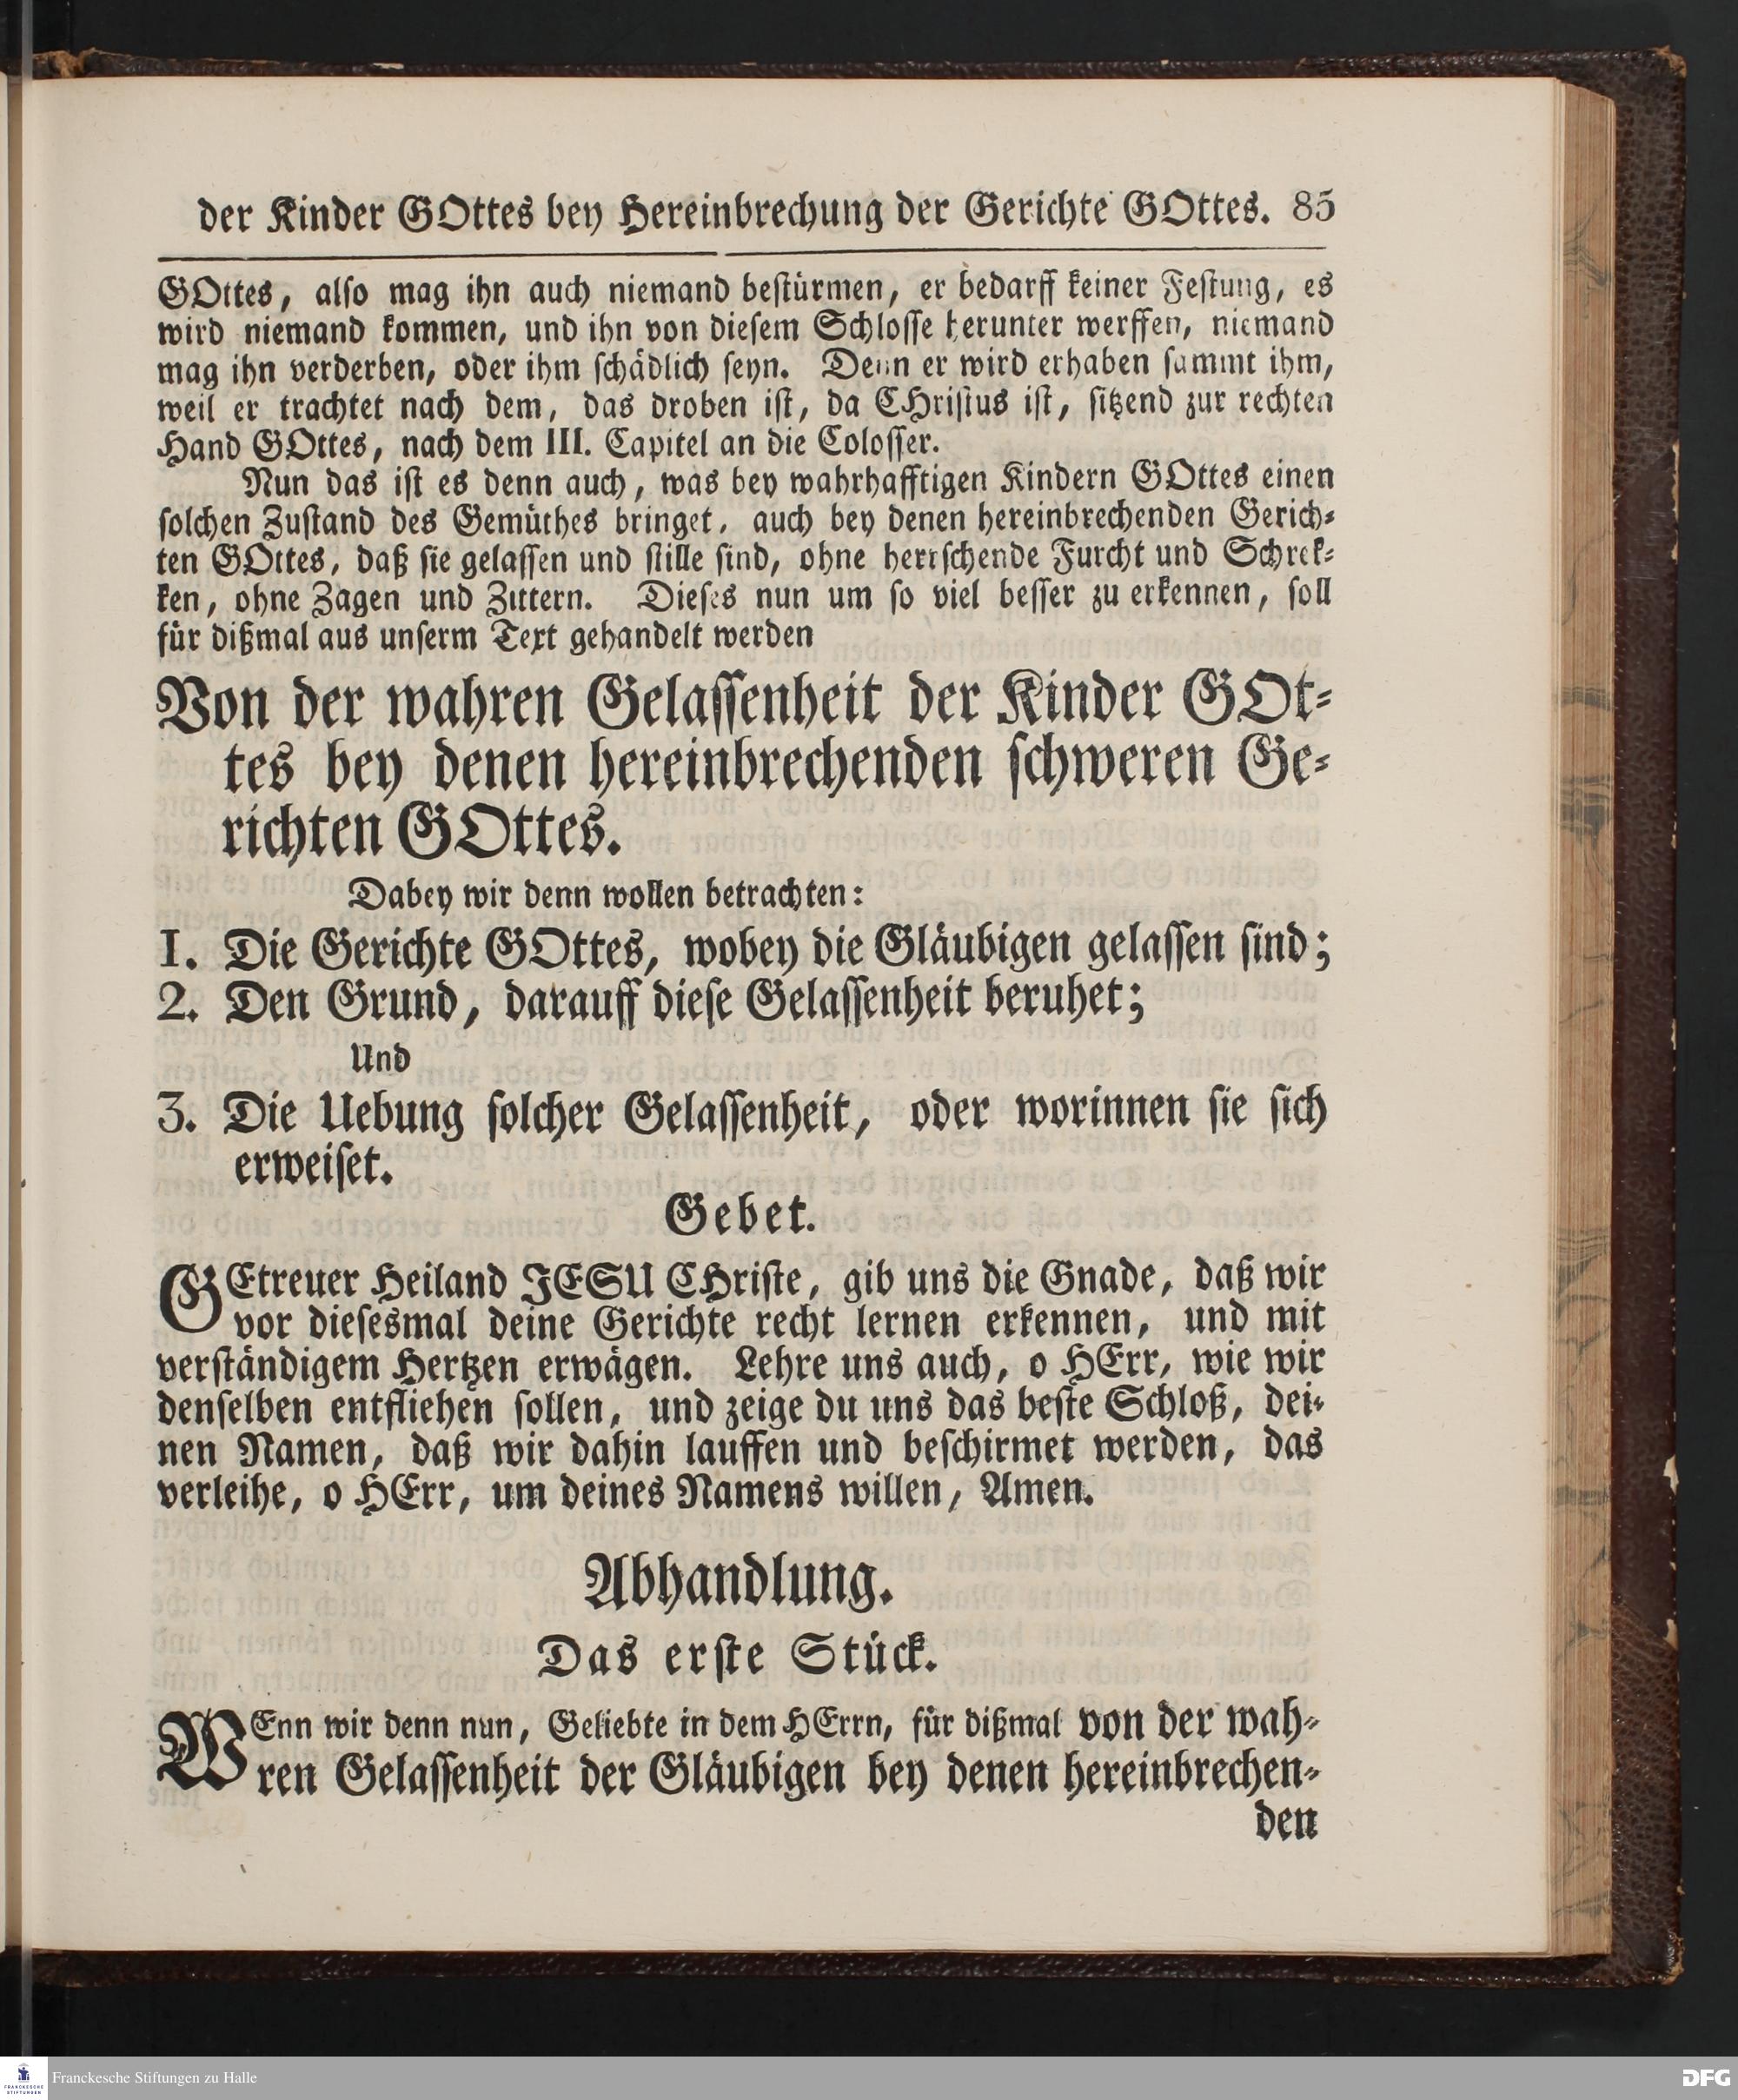 der Kinder GOttes bey Hereinbrechung der Gerichte GOttes. 85
GOttes, alſo mag ihn auch niemand beſtürmen, er bedarff keiner Feſtung, es
wird niemand kommen, und ihn von dieſem Schloſſe herunter werffen, niemand
mag ihn verderben, oder ihm ſchädlich ſeyn. Denn er wird erhaben ſammt ihm,
weil er trachtet nach dem, das droben iſt, da CHriſtus iſt, ſitzend zur rechten
Hand GOttes, nach dem III. Capitel an die Coloſſer.
Nun das iſt es denn auch, was bey wahrhafftigen Kindern GOttes einen
ſolchen Zuſtand des Gemüthes bringet, auch bey denen hereinbrechenden Gerich⸗
ten GOttes, daß ſie gelaſſen und ſtille ſind, ohne herrſchende Furcht und Schrek⸗
ken, ohne Zagen und Zittern. Dieſes nun um ſo viel beſſer zu erkennen, ſoll
für dißmal aus unſerm Text gehandelt werden
Von der wahren Gelaſſenheit der Kinder GOt⸗
tes bey denen hereinbrechenden ſchweren Ge⸗
richten GOttes.
Dabey wir denn wollen betrachten:
1. Die Gerichte GOttes, wobey die Gläubigen gelaſſen ſind;
2. Den Grund, darauff dieſe Gelaſſenheit beruhet;
Und
3. Die Uebung ſolcher Gelaſſenheit, oder worinnen ſie ſich
erweiſet.
Gebet.
GEtreuer Heiland JESU CHriſte, gib uns die Gnade, daß wir
vor dieſesmal deine Gerichte recht lernen erkennen, und mit
verſtändigem Hertzen erwägen. Lehre uns auch, o HErr, wie wir
denſelben entfliehen ſollen, und zeige du uns das beſte Schloß, dei⸗
nen Namen, daß wir dahin lauffen und beſchirmet werden, das
verleihe, o HErr, um deines Namens willen, Amen.
Abhandlung.
Das erſte Stück.
WEnn wir denn nun, Geliebte in dem HErrn, für dißmal von der wah⸗
ren Gelaſſenheit der Gläubigen bey denen hereinbrechen⸗
den
FRANCKESCHE
STIFTUNGEN
Franckesche Stiftungen zu Halle
DFG